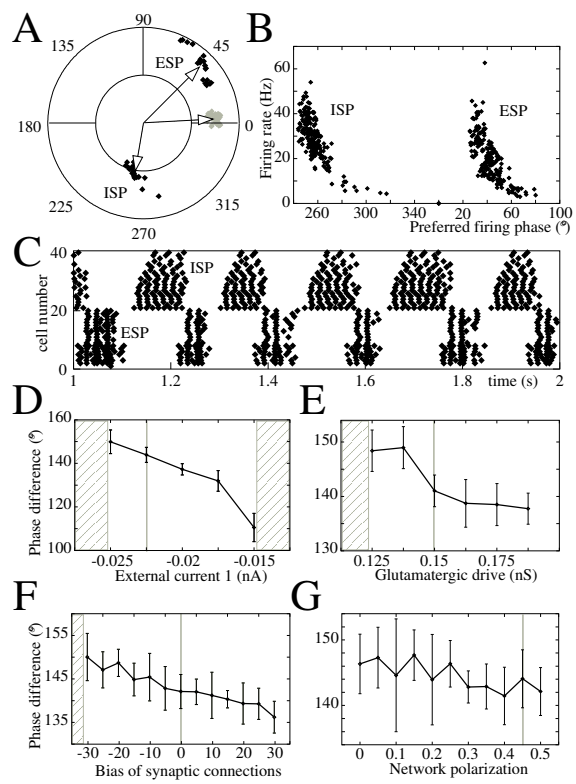 A
90
135
45
ESP
180
0
ISP
225
315
270
B
Firing rate (Hz)
60
40
20
0
ISP
ESP
260
300
340
20
60
100
Preferred firing phase (°)
C
cell number
40
20
0
ISP
ESP
1
1.2
1.4
1.6
1.8
2
time (s)
D
Phase difference (°)
160
140
120
100
-0.025
-0.02
-0.015
External current 1 (nA)
E
150
140
130
0.125
0.15
0.175
Glutamatergic drive (nS)
F
Phase difference (°)
155
145
135
-30
-20
-10
0
10
20
30
Bias of synaptic connections
G
150
140
0
0.1
0.2
0.3
0.4
0.5
Network polarization